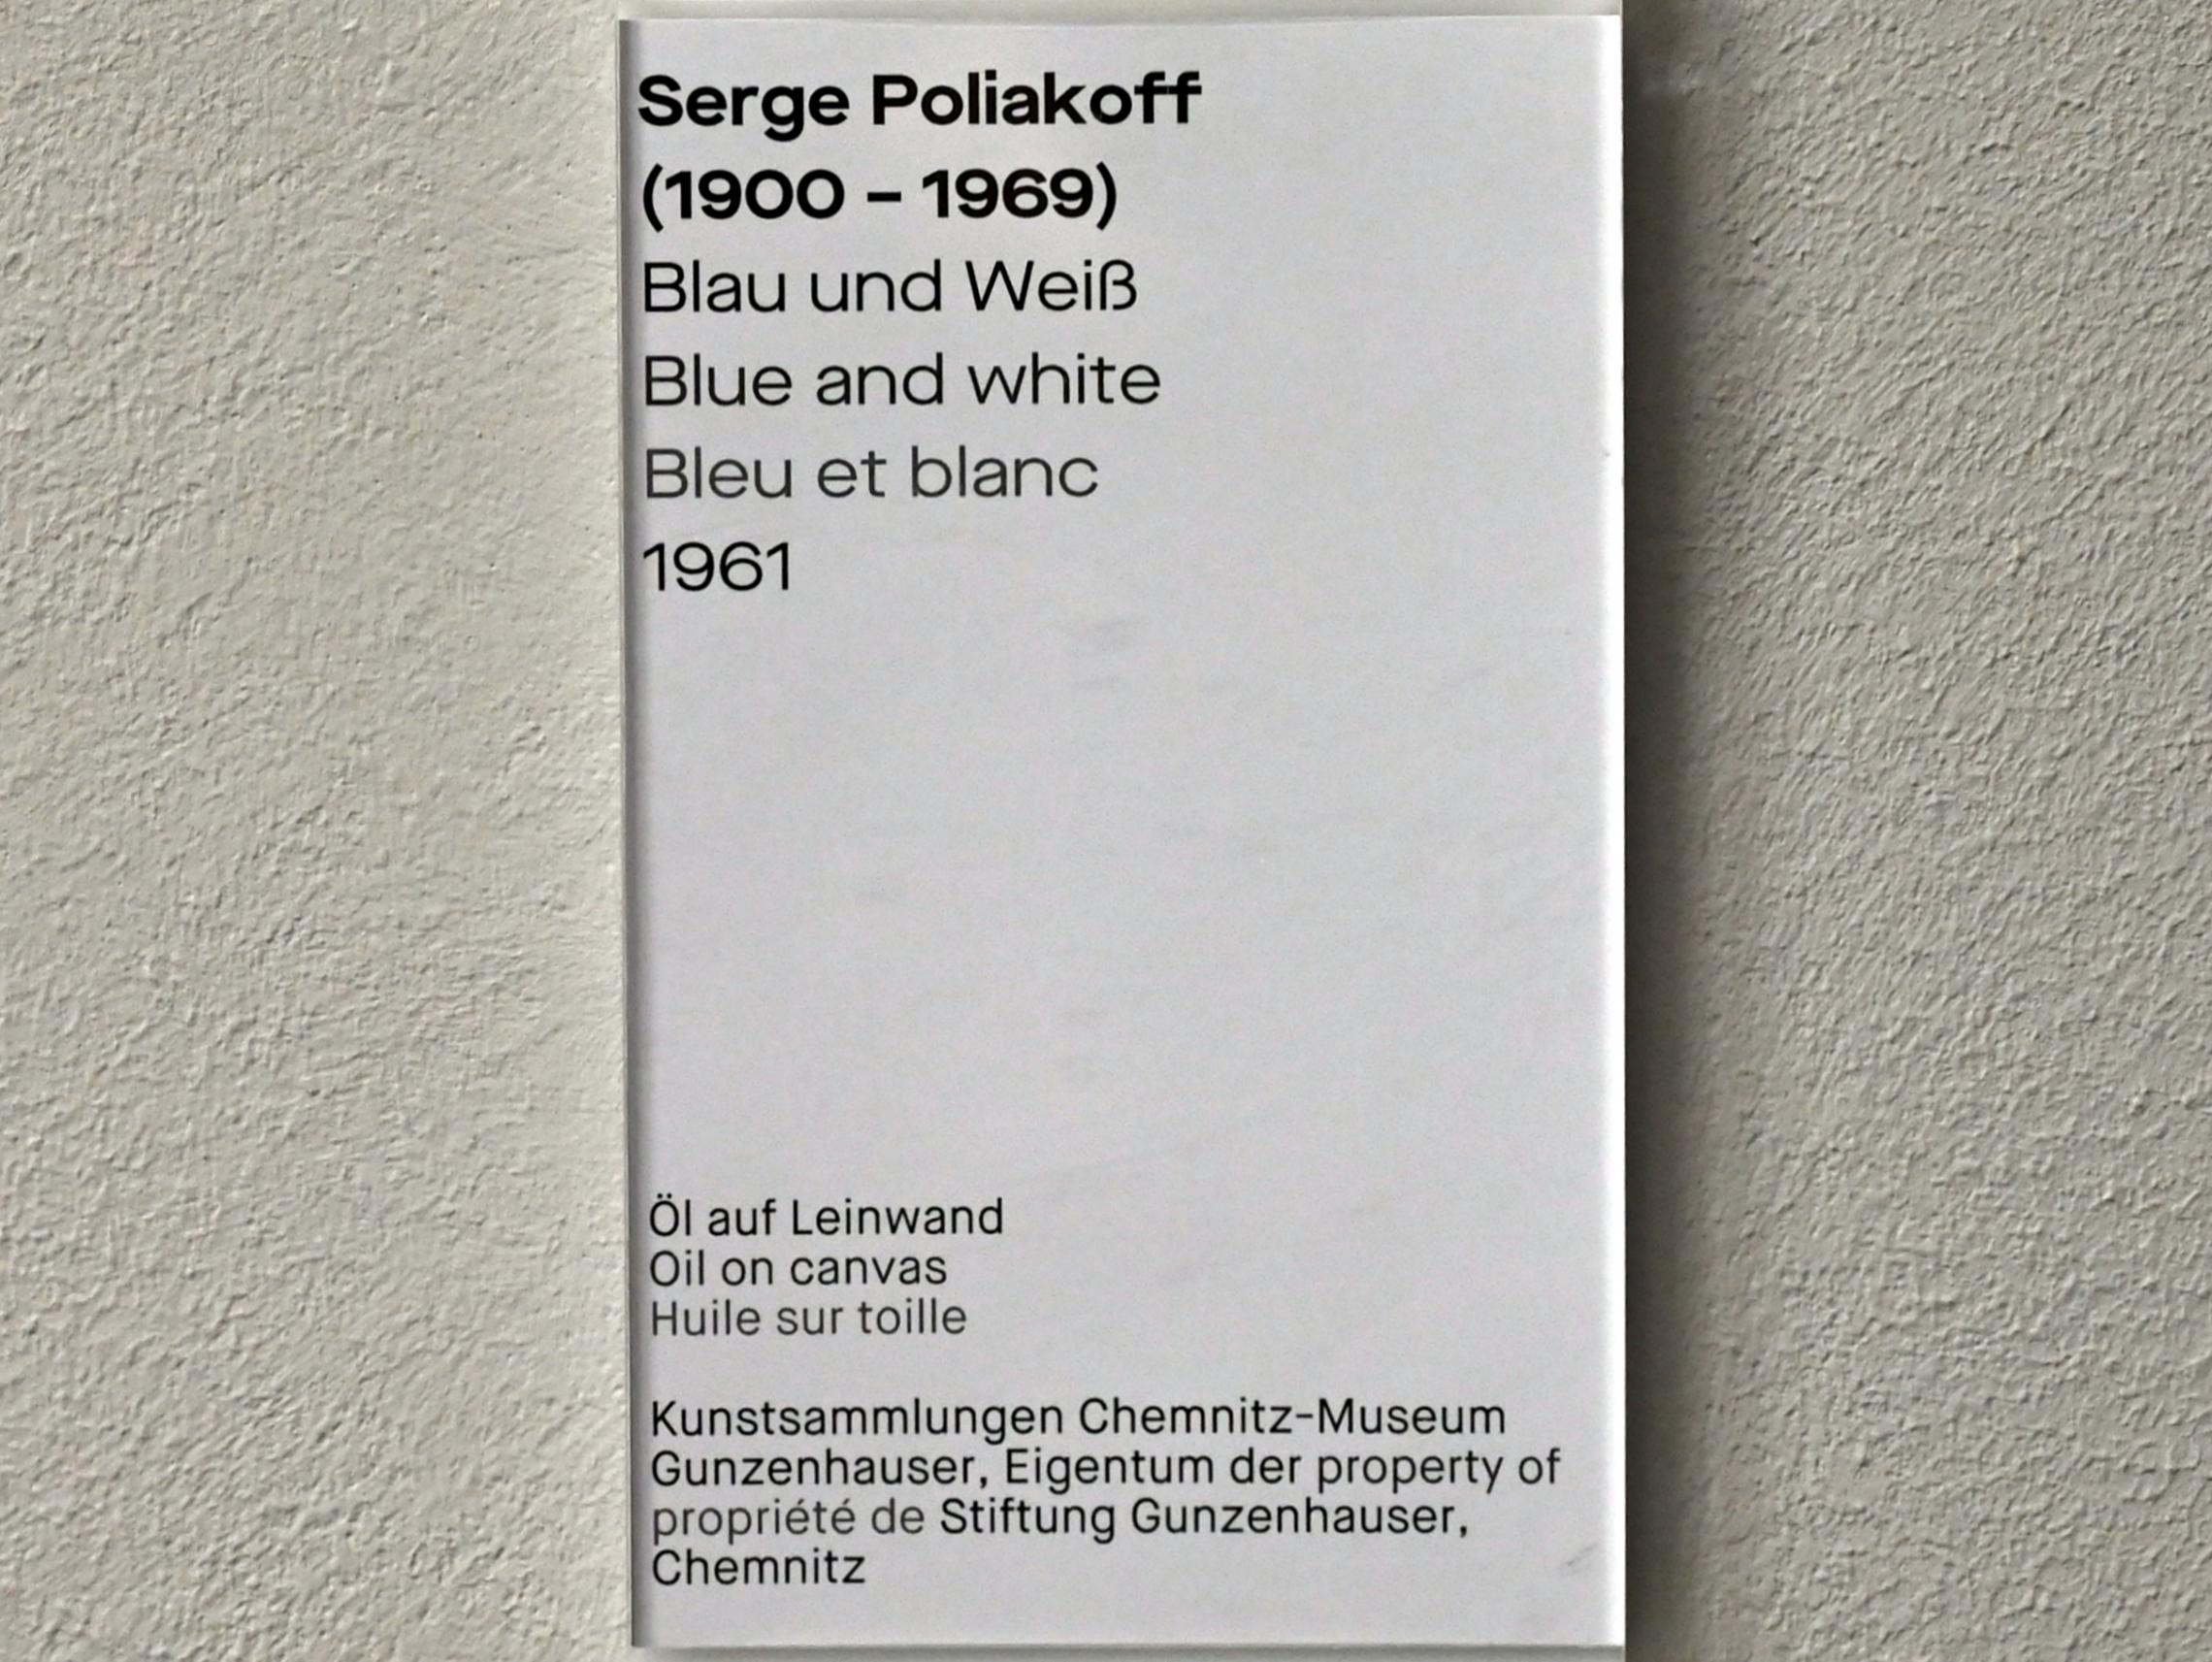 Serge Poliakoff
(1900 – 1969)
Blau und Weiß
Blue and white
Bleu et blanc
1961
Öl auf Leinwand
Oil on canvas
Huile sur toille
Kunstsammlungen Chemnitz-Museum
Gunzenhauser, Eigentum der property of
propriété de Stiftung Gunzenhauser,
Chemnitz